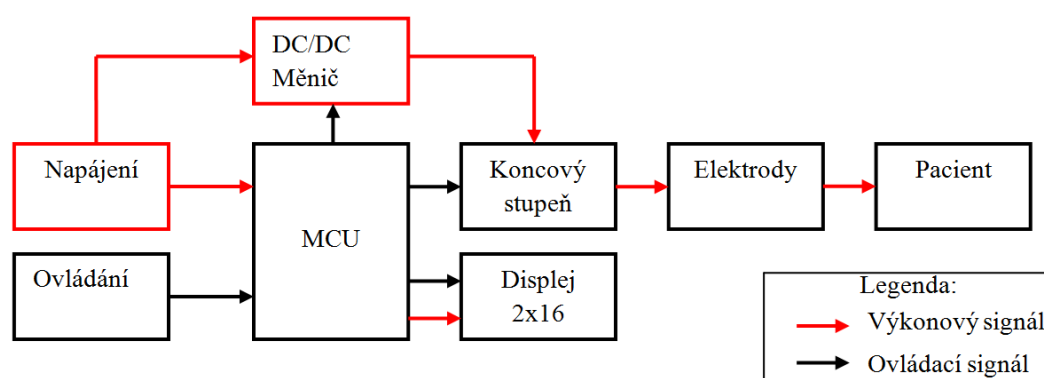 DC/DC
Měnič
Napájení
MCU
Koncový
stupeň
Elektrody
Pacient
Ovládání
Displej
2x16
Legenda:
Výkonový signál
Ovládací signál